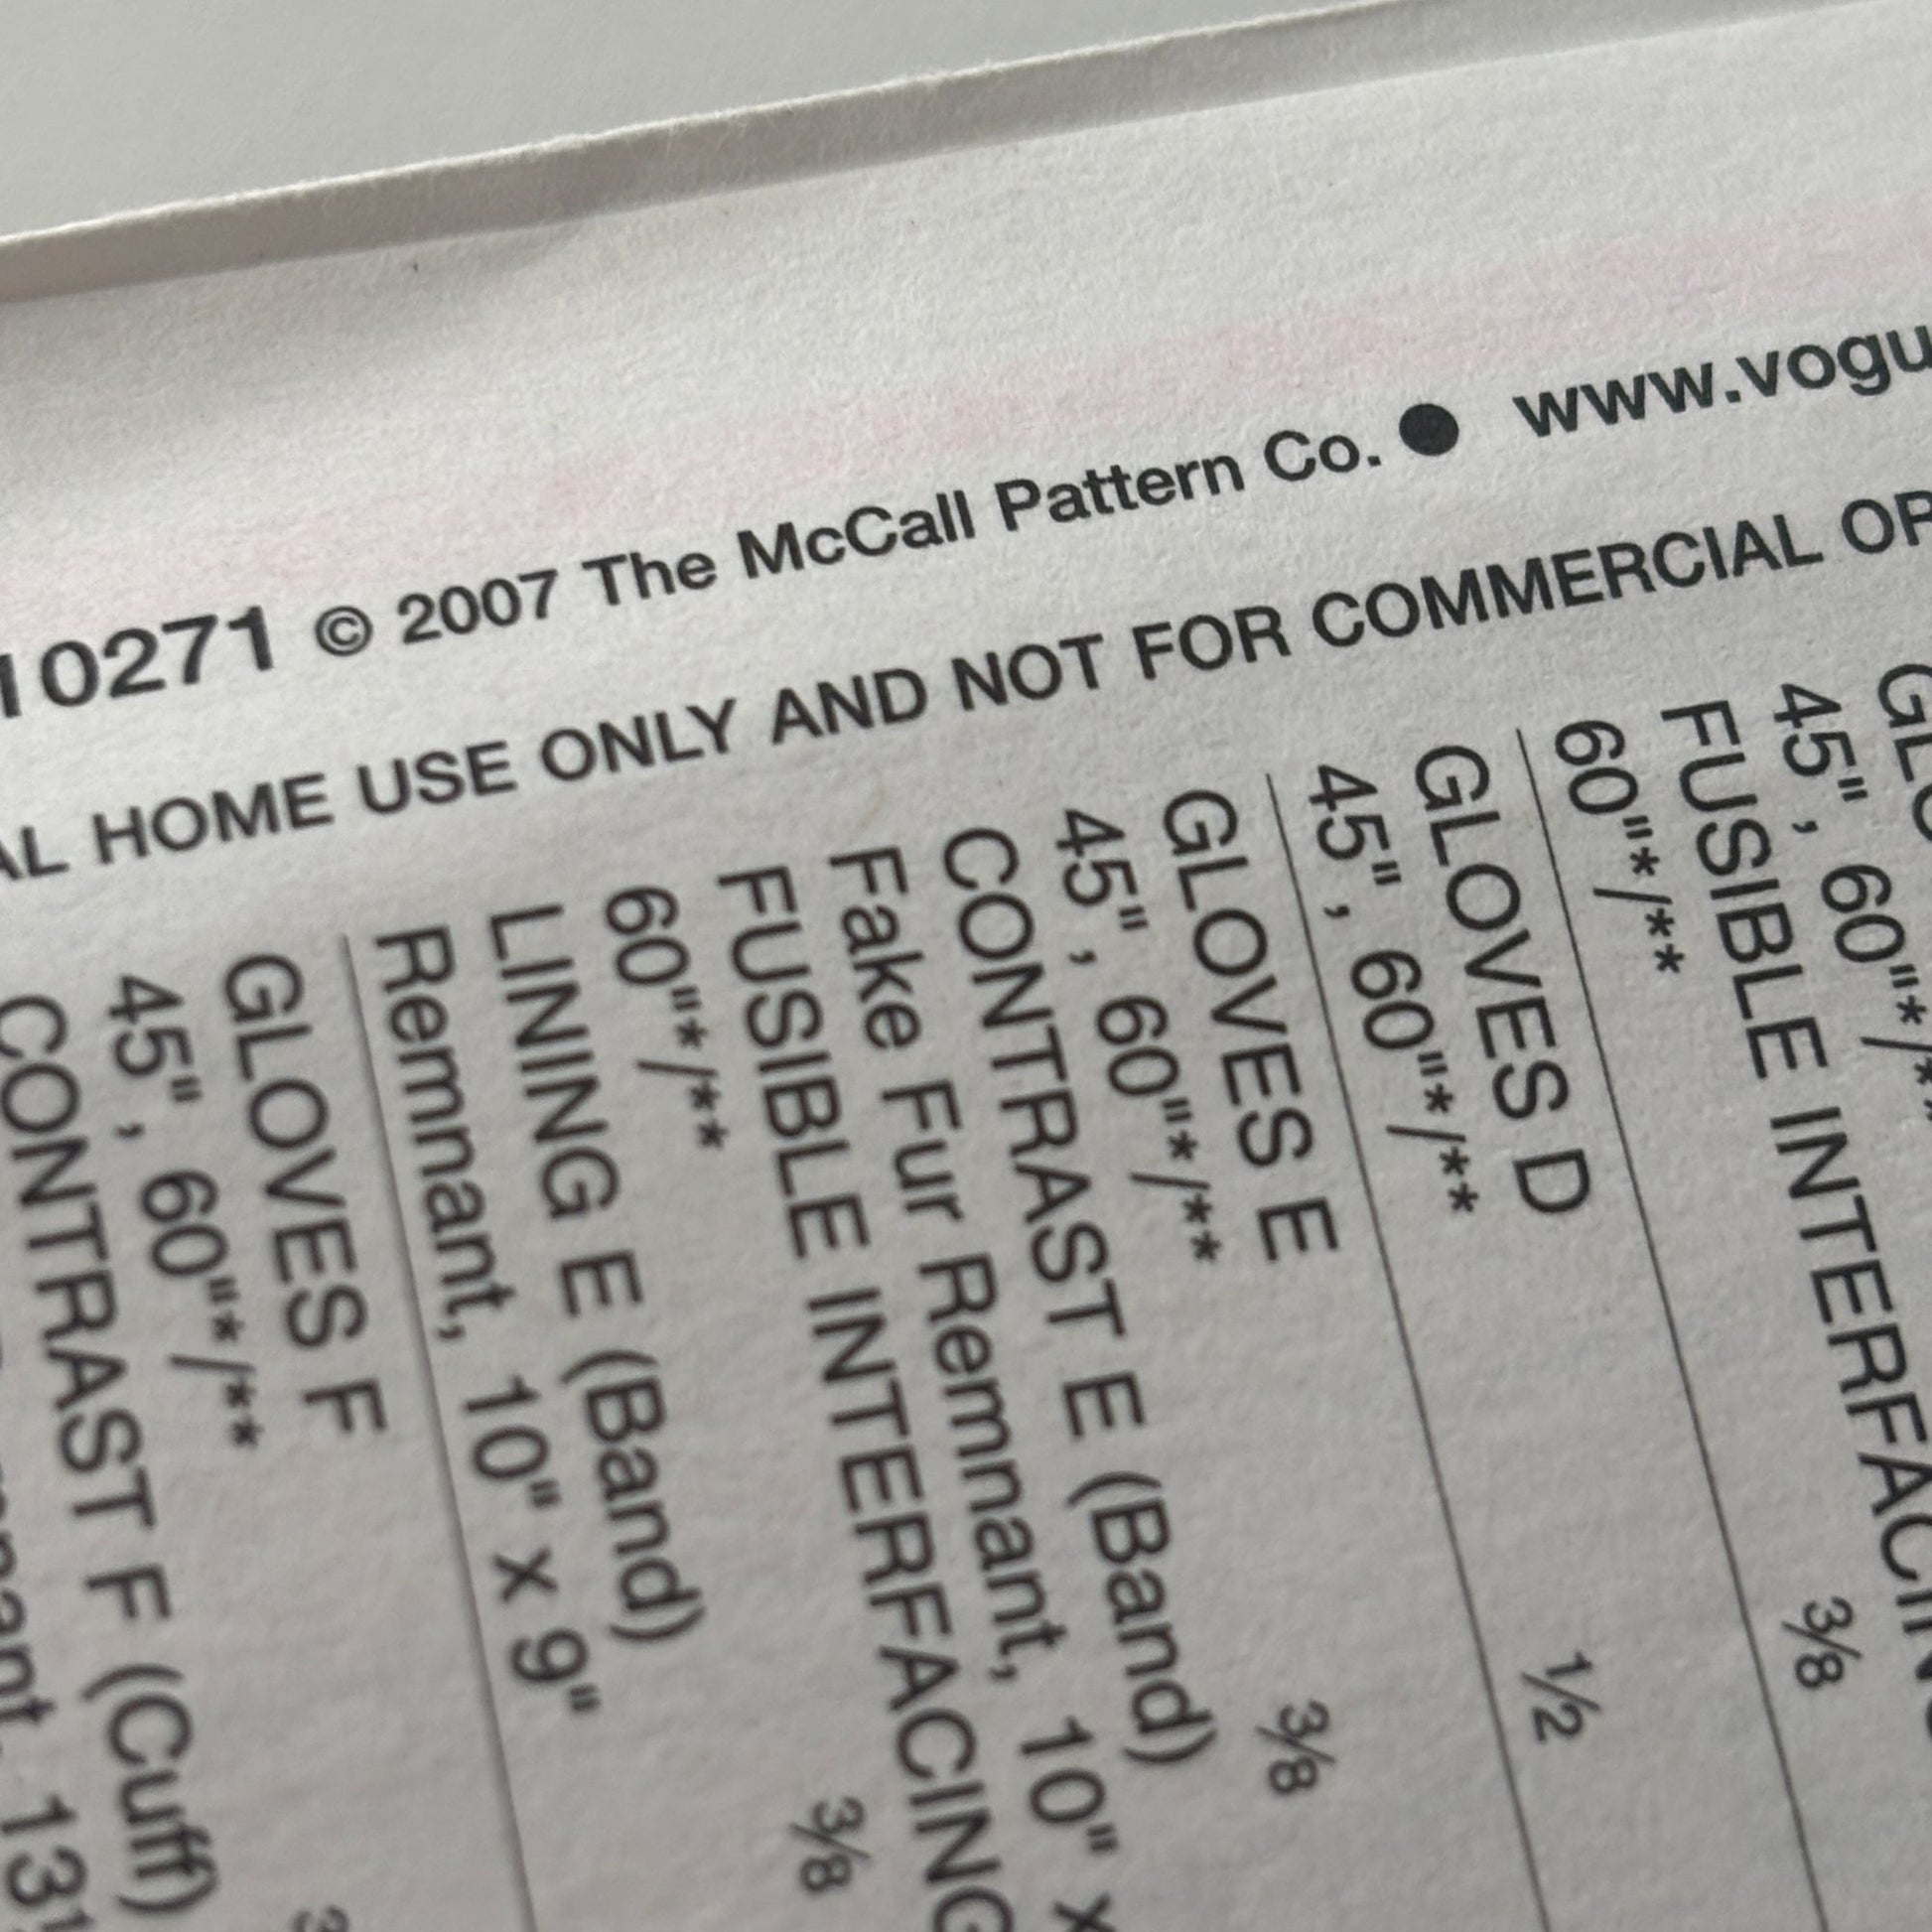 10271 © 2007 The McCall Pattern Co. ● www.vogu
AL HOME USE ONLY AND NOT FOR COMMERCIAL OR
45", 60"*/**
FUSIBLE INTERFACING
60"*/** 3/8
GLOVES D
45", 60"*/** 1/2
GLOVES E
45", 60"*/** 3/8
CONTRAST E (Band)
Fake Fur Remnant, 10" x
FUSIBLE INTERFACING
60"*/** 3/8
LINING E (Band)
Remnant, 10" x 9"
GLOVES F
45", 60"*/**
CONTRAST F (Cuff)